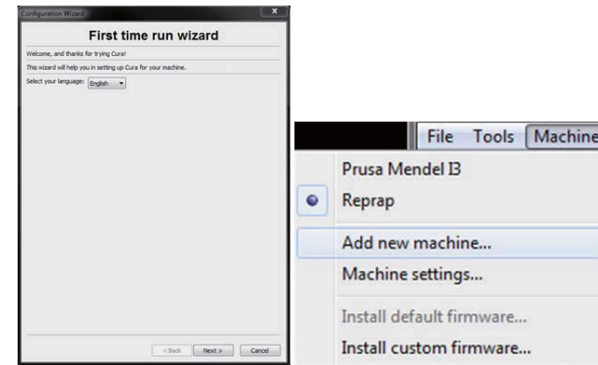 Configuration Wizard
X
First time run wizard
Welcome, and thanks for trying Cura!
This wizard will help you in setting up Cura for your machine.
Select your language: English
< Back Next > Cancel
File Tools Machine
Prusa Mendel I3
Reprap
Add new machine...
Machine settings...
Install default firmware...
Install custom firmware...